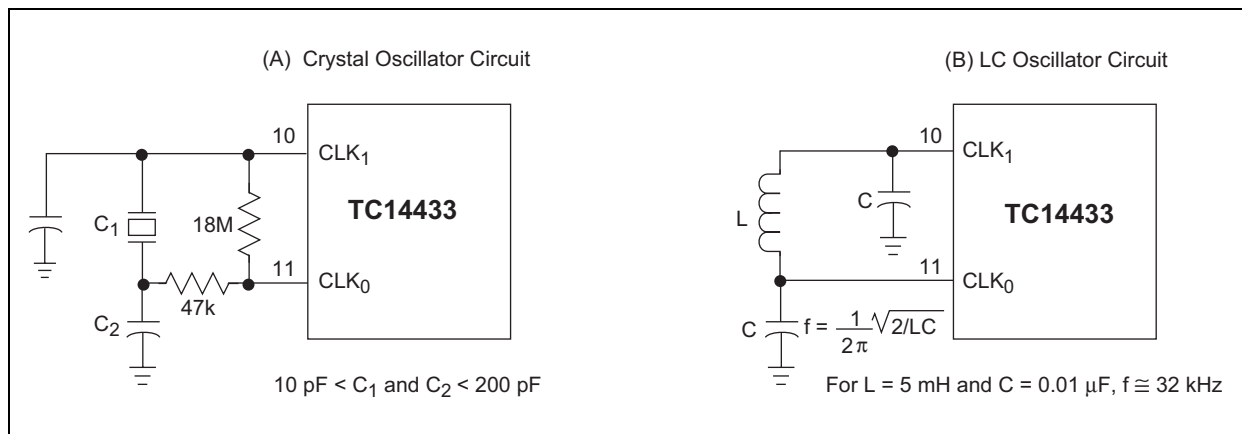 (A) Crystal Oscillator Circuit
10
CLK1
TC14433
C1
18M
11
CLK0
47k
C2
10 pF < C1 and C2 < 200 pF
(B) LC Oscillator Circuit
10
CLK1
C
TC14433
L
11
CLK0
C
f = 1/2π √2/LC
For L = 5 mH and C = 0.01 μF, f ≅ 32 kHz